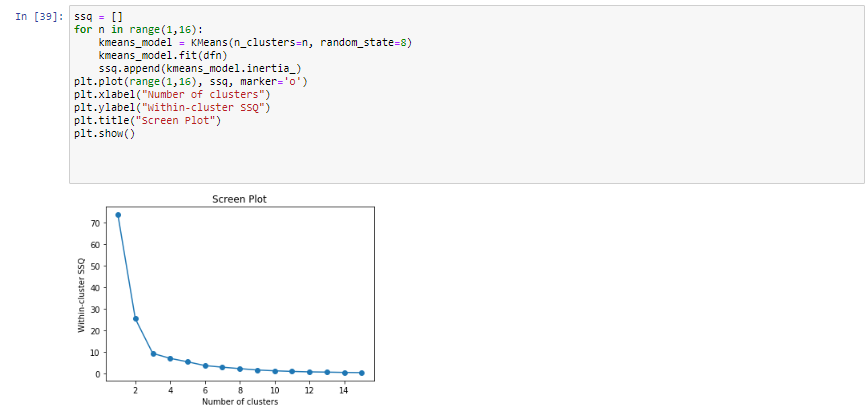 In [39]: ssq = []
for n in range(1,16):
    kmeans_model = KMeans(n_clusters=n, random_state=8)
    kmeans_model.fit(dfn)
    ssq.append(kmeans_model.inertia_)
plt.plot(range(1,16), ssq, marker='o')
plt.xlabel("Number of clusters")
plt.ylabel("Within-cluster SSQ")
plt.title("Screen Plot")
plt.show()
Screen Plot
Within-cluster SSQ
70
60
50
40
30
20
10
0
2 4 6 8 10 12 14
Number of clusters